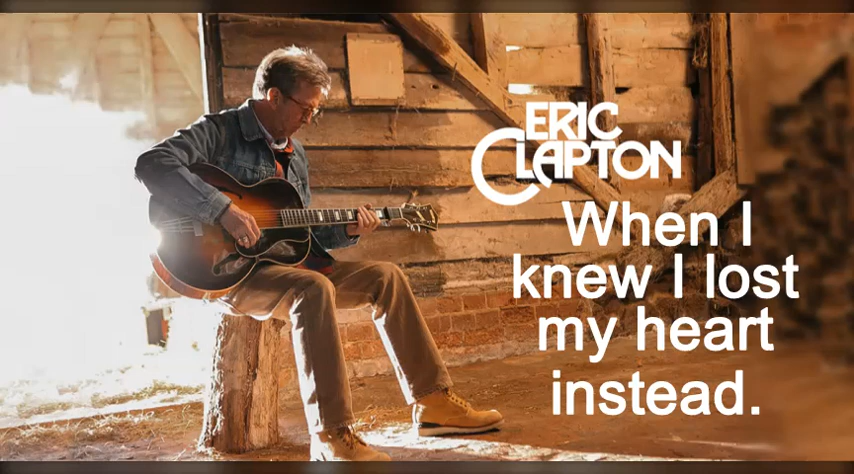 ERIC
CLAPTON
When I
knew I lost
my heart
instead.